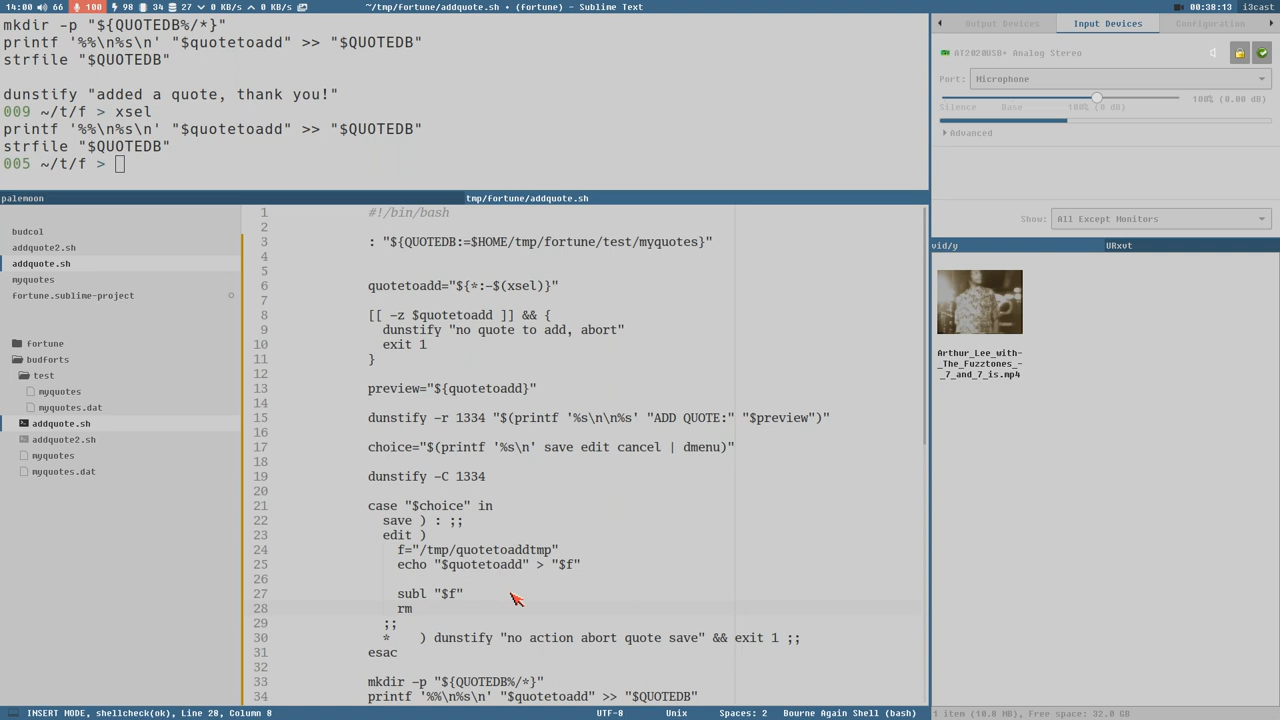 14:00 66 100 98 34 27 0 KB/s 0 KB/s
~/tmp/fortune/addquote.sh • (fortune) - Sublime Text
00:38:13 i3cast
mkdir -p "${QUOTEDB%/*}"
printf '%%\n%s\n' "$quotetoadd" >> "$QUOTEDB"
strfile "$QUOTEDB"
dunstify "added a quote, thank you!"
009 ~/t/f > xsel
printf '%%\n%s\n' "$quotetoadd" >> "$QUOTEDB"
strfile "$QUOTEDB"
005 ~/t/f >
Output Devices Input Devices Configuration
AT2020USB+ Analog Stereo
Port: Microphone
100% (0.00 dB)
Silence Base 100% (0 dB)
Advanced
Show: All Except Monitors
palemoon
tmp/fortune/addquote.sh
budcol
addquote2.sh
addquote.sh
myquotes
fortune.sublime-project
fortune
budforts
test
myquotes
myquotes.dat
addquote.sh
addquote2.sh
myquotes
myquotes.dat
1 #!/bin/bash
2
3 : "${QUOTEDB:=$HOME/tmp/fortune/test/myquotes}"
4
5
6 quotetoadd="${*:-$(xsel)}"
7
8 [[ -z $quotetoadd ]] && {
9 dunstify "no quote to add, abort"
10 exit 1
11 }
12
13 preview="${quotetoadd}"
14
15 dunstify -r 1334 "$(printf '%s\n\n%s' "ADD QUOTE:" "$preview")"
16
17 choice="$(printf '%s\n' save edit cancel | dmenu)"
18
19 dunstify -C 1334
20
21 case "$choice" in
22 save ) : ;;
23 edit )
24 f="/tmp/quotetoaddtmp"
25 echo "$quotetoadd" > "$f"
26
27 subl "$f"
28 rm
29 ;;
30 * ) dunstify "no action abort quote save" && exit 1 ;;
31 esac
32
33 mkdir -p "${QUOTEDB%/*}"
34 printf '%%\n%s\n' "$quotetoadd" >> "$QUOTEDB"
vid/y URxvt
Arthur_Lee_with-
_The_Fuzztones_-
_7_and_7_is.mp4
INSERT MODE, shellcheck(ok), Line 28, Column 8
UTF-8 Unix Spaces: 2 Bourne Again Shell (bash)
1 item (10.8 MB), Free space: 32.0 GB